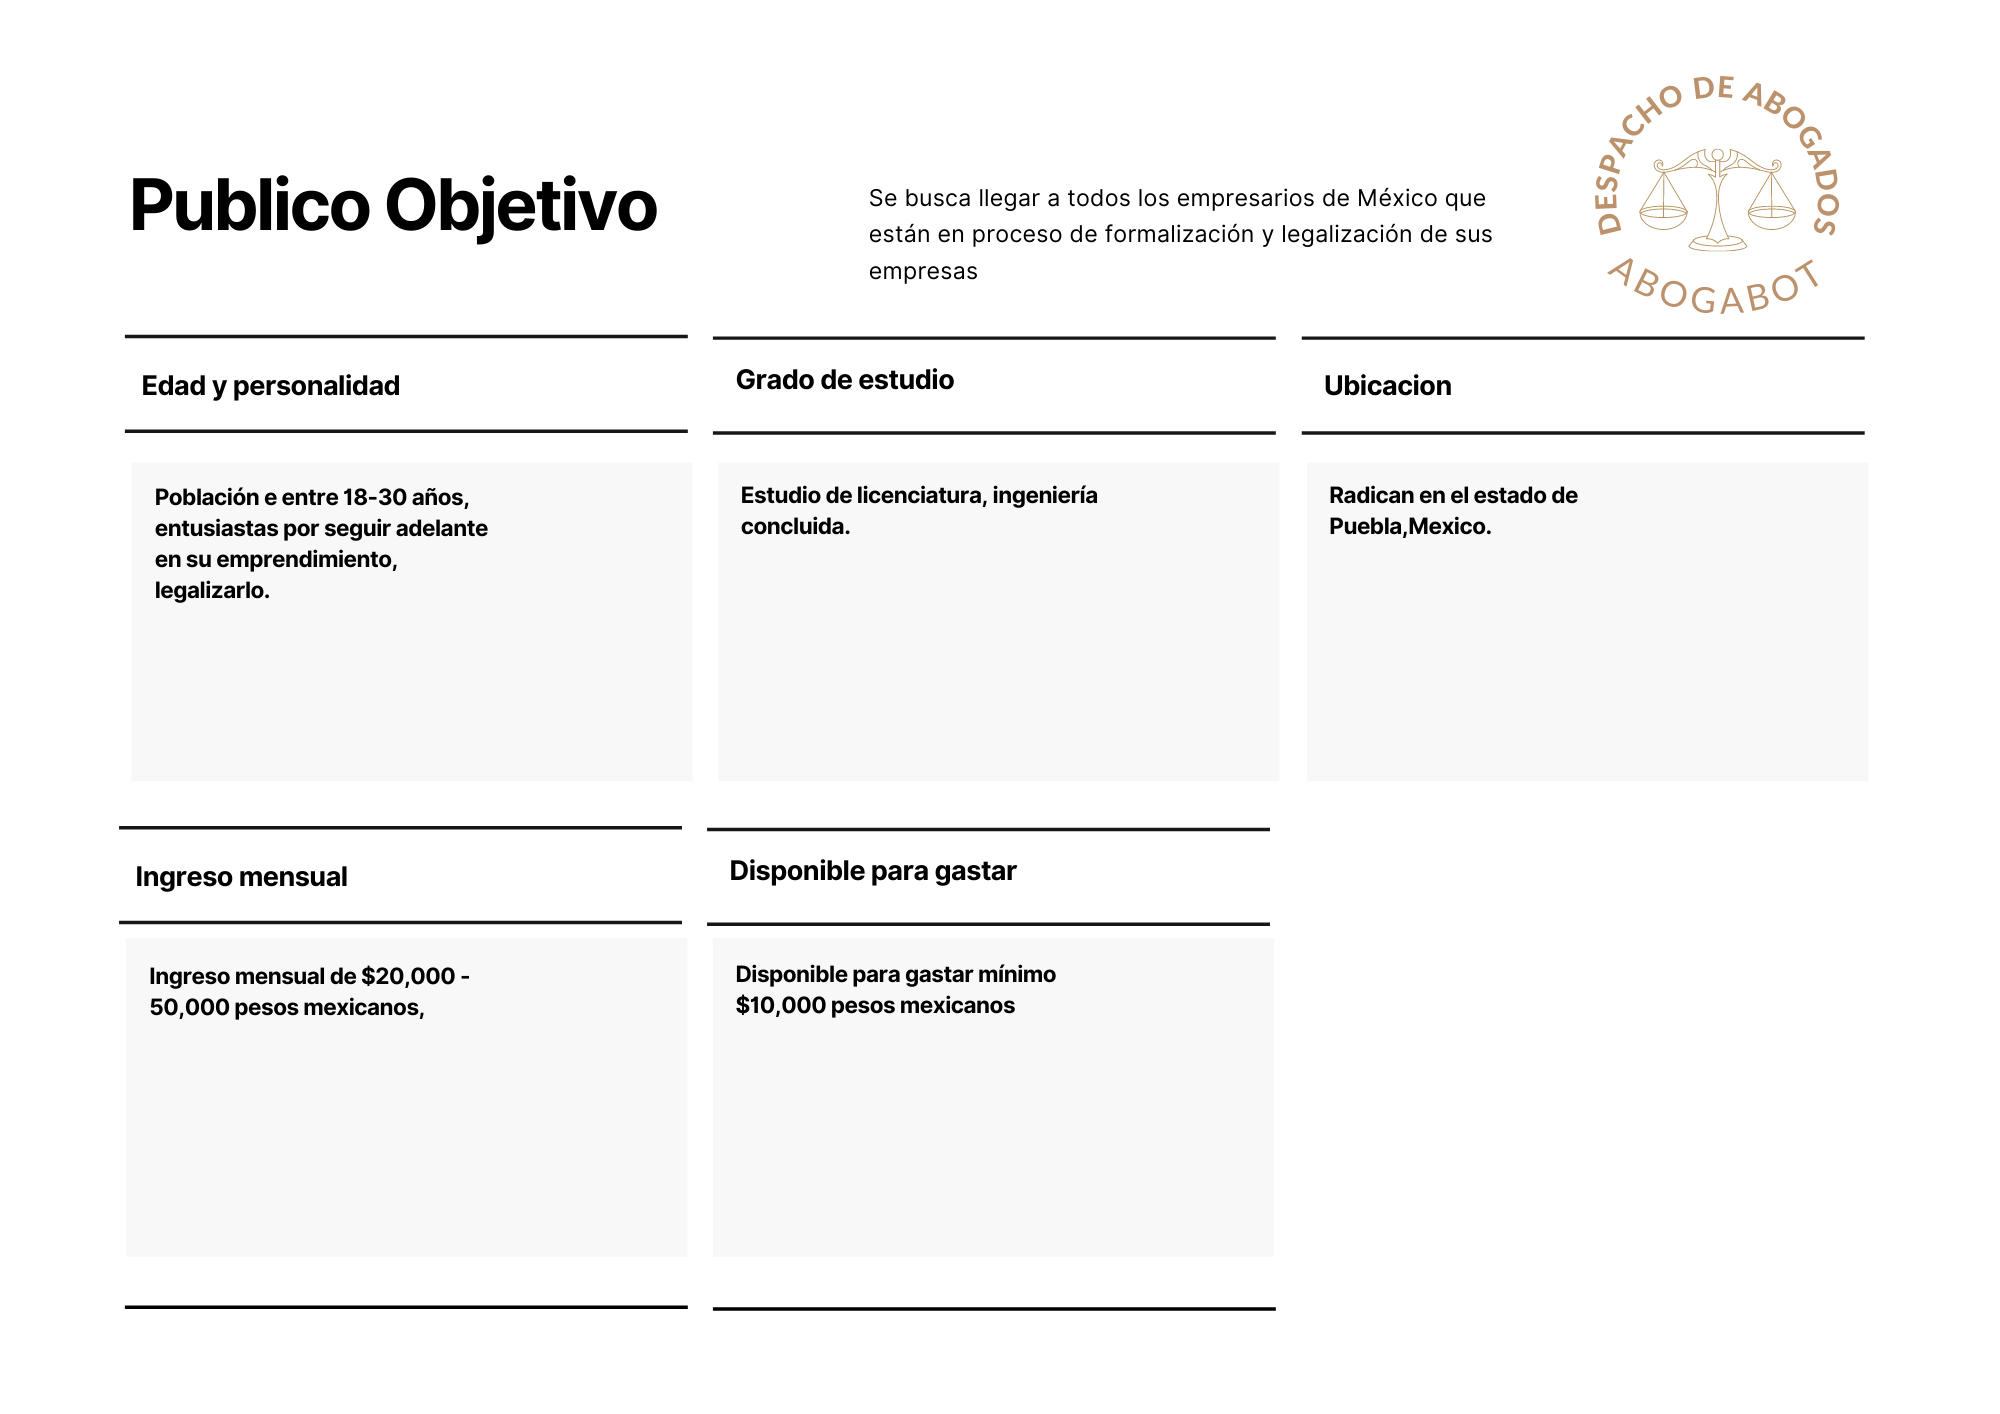 Publico Objetivo
Se busca llegar a todos los empresarios de México que
están en proceso de formalización y legalización de sus
empresas
DESPACHO DE ABOGADOS
ABOGABOT
Edad y personalidad
Grado de estudio
Ubicacion
Población e entre 18-30 años,
entusiastas por seguir adelante
en su emprendimiento,
legalizarlo.
Estudio de licenciatura, ingeniería
concluida.
Radican en el estado de
Puebla,Mexico.
Ingreso mensual
Disponible para gastar
Ingreso mensual de $20,000 -
50,000 pesos mexicanos,
Disponible para gastar mínimo
$10,000 pesos mexicanos